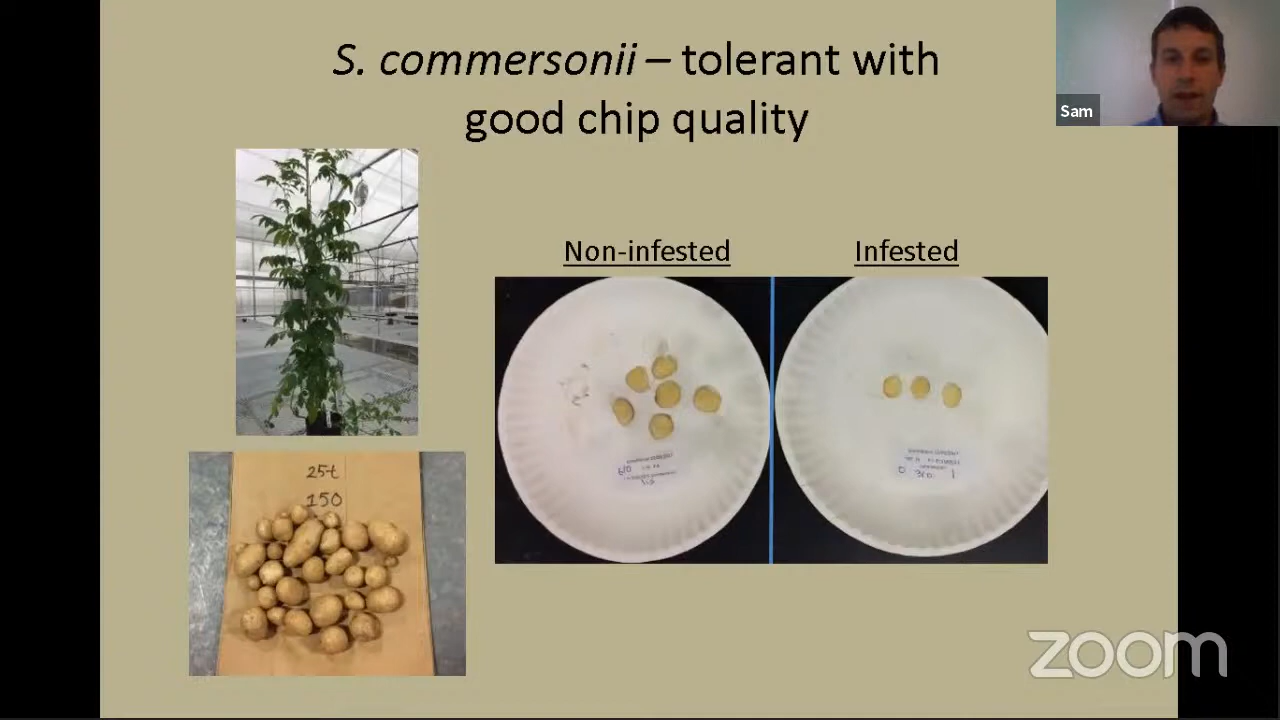 S. commersonii – tolerant with
good chip quality
Sam
Non-infested
Infested
25-t
150
zoom